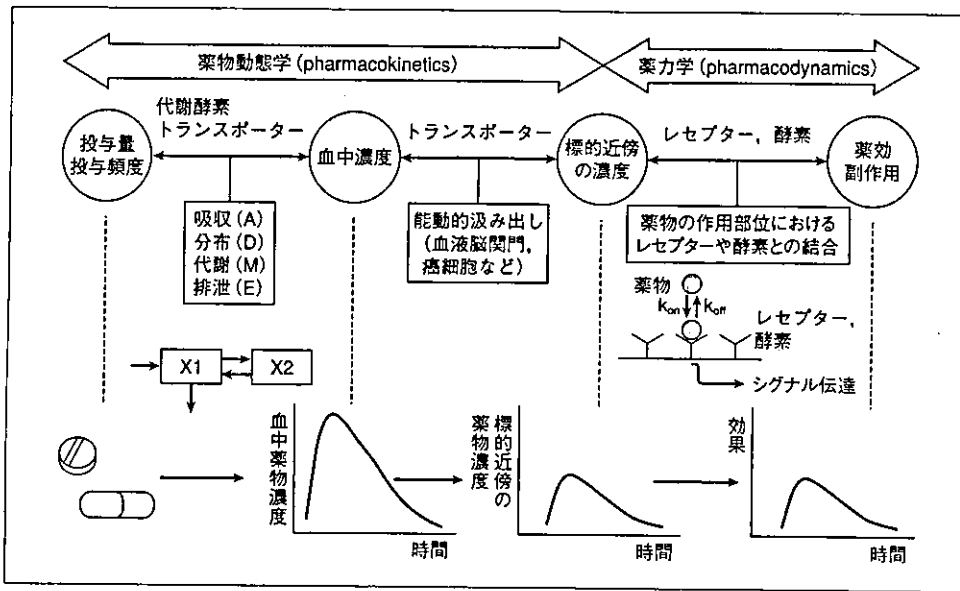 薬物動態学(pharmacokinetics)
薬力学(pharmacodynamics)
代謝酵素
トランスポーター
トランスポーター
レセプター，酵素
投与量
投与頻度
血中濃度
標的近傍
の濃度
薬効
副作用
吸収(A)
分布(D)
代謝(M)
排泄(E)
能動的汲み出し
(血液脳関門，
癌細胞など)
薬物の作用部位における
レセプターや酵素との結合
薬物
kon
koff
レセプター，
酵素
シグナル伝達
X1
X2
血中薬物濃度
時間
標的近傍の
薬物濃度
時間
効果
時間